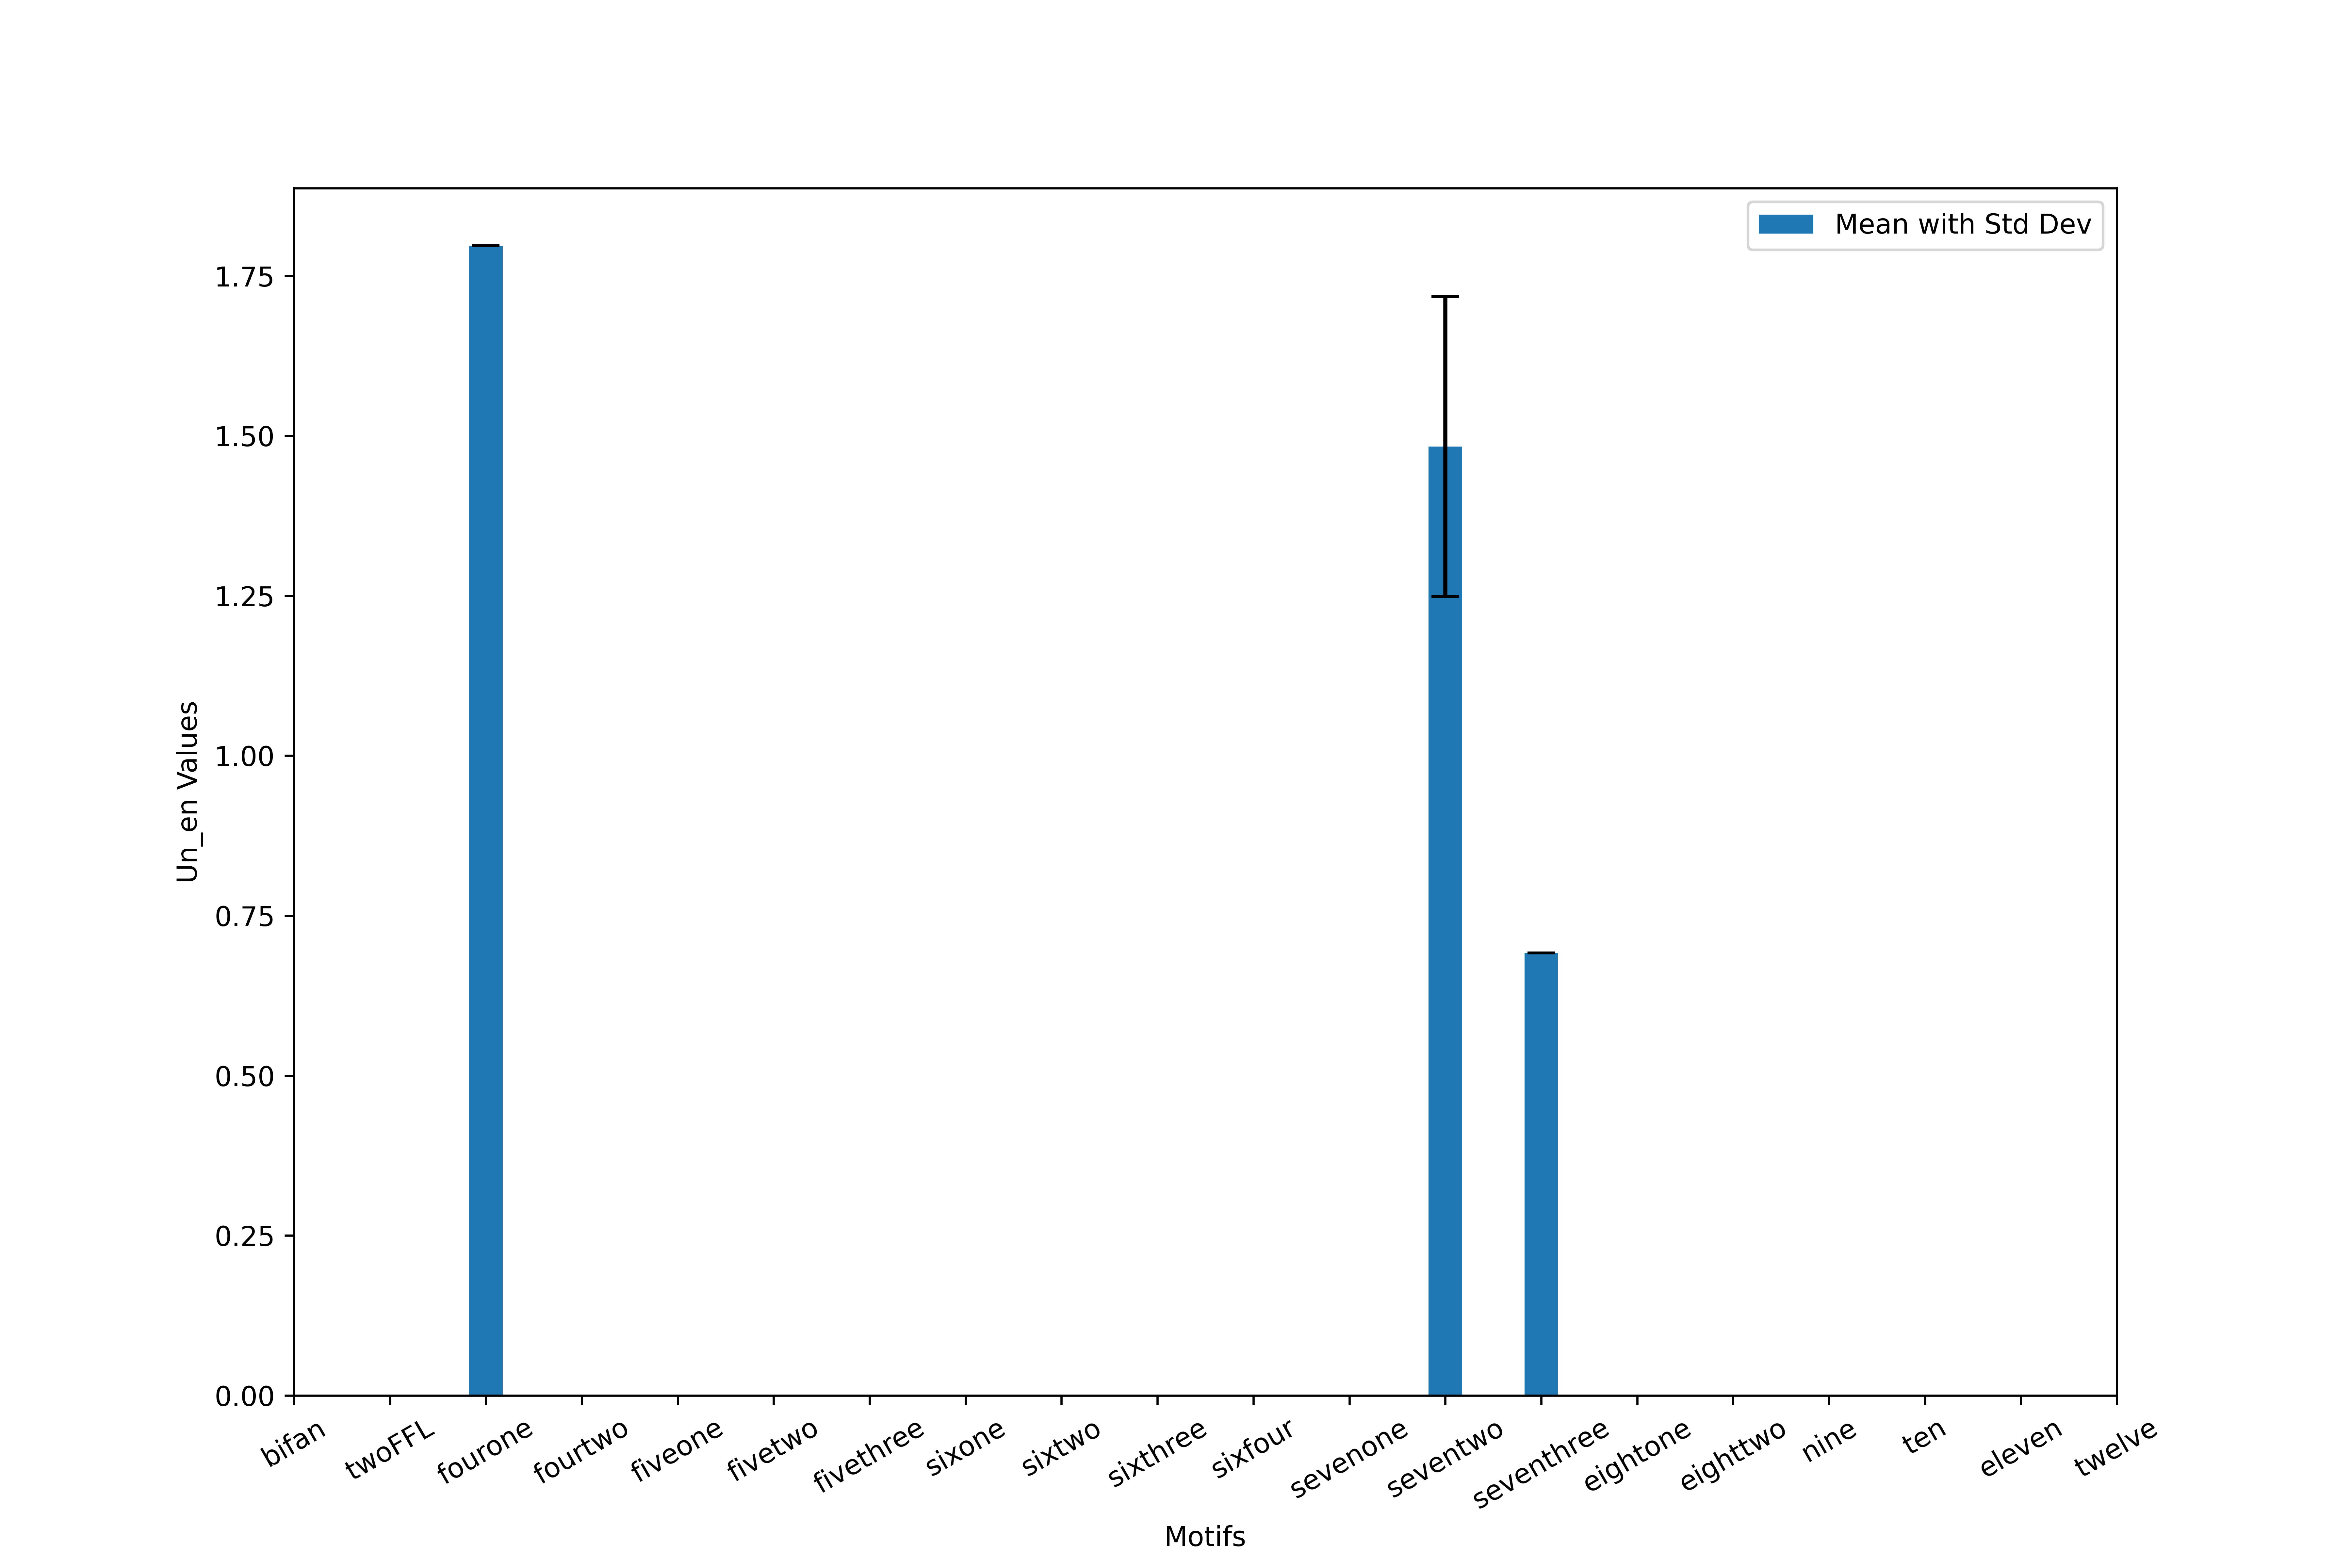 Mean with Std Dev
1.75
1.50
1.25
1.00
0.75
0.50
0.25
0.00
Un_en Values
bifan
twoFFL
fourone
fourtwo
fiveone
fivetwo
fivethree
sixone
sixtwo
sixthree
sixfour
sevenone
seventwo
seventhree
eightone
eighttwo
nine
ten
eleven
twelve
Motifs